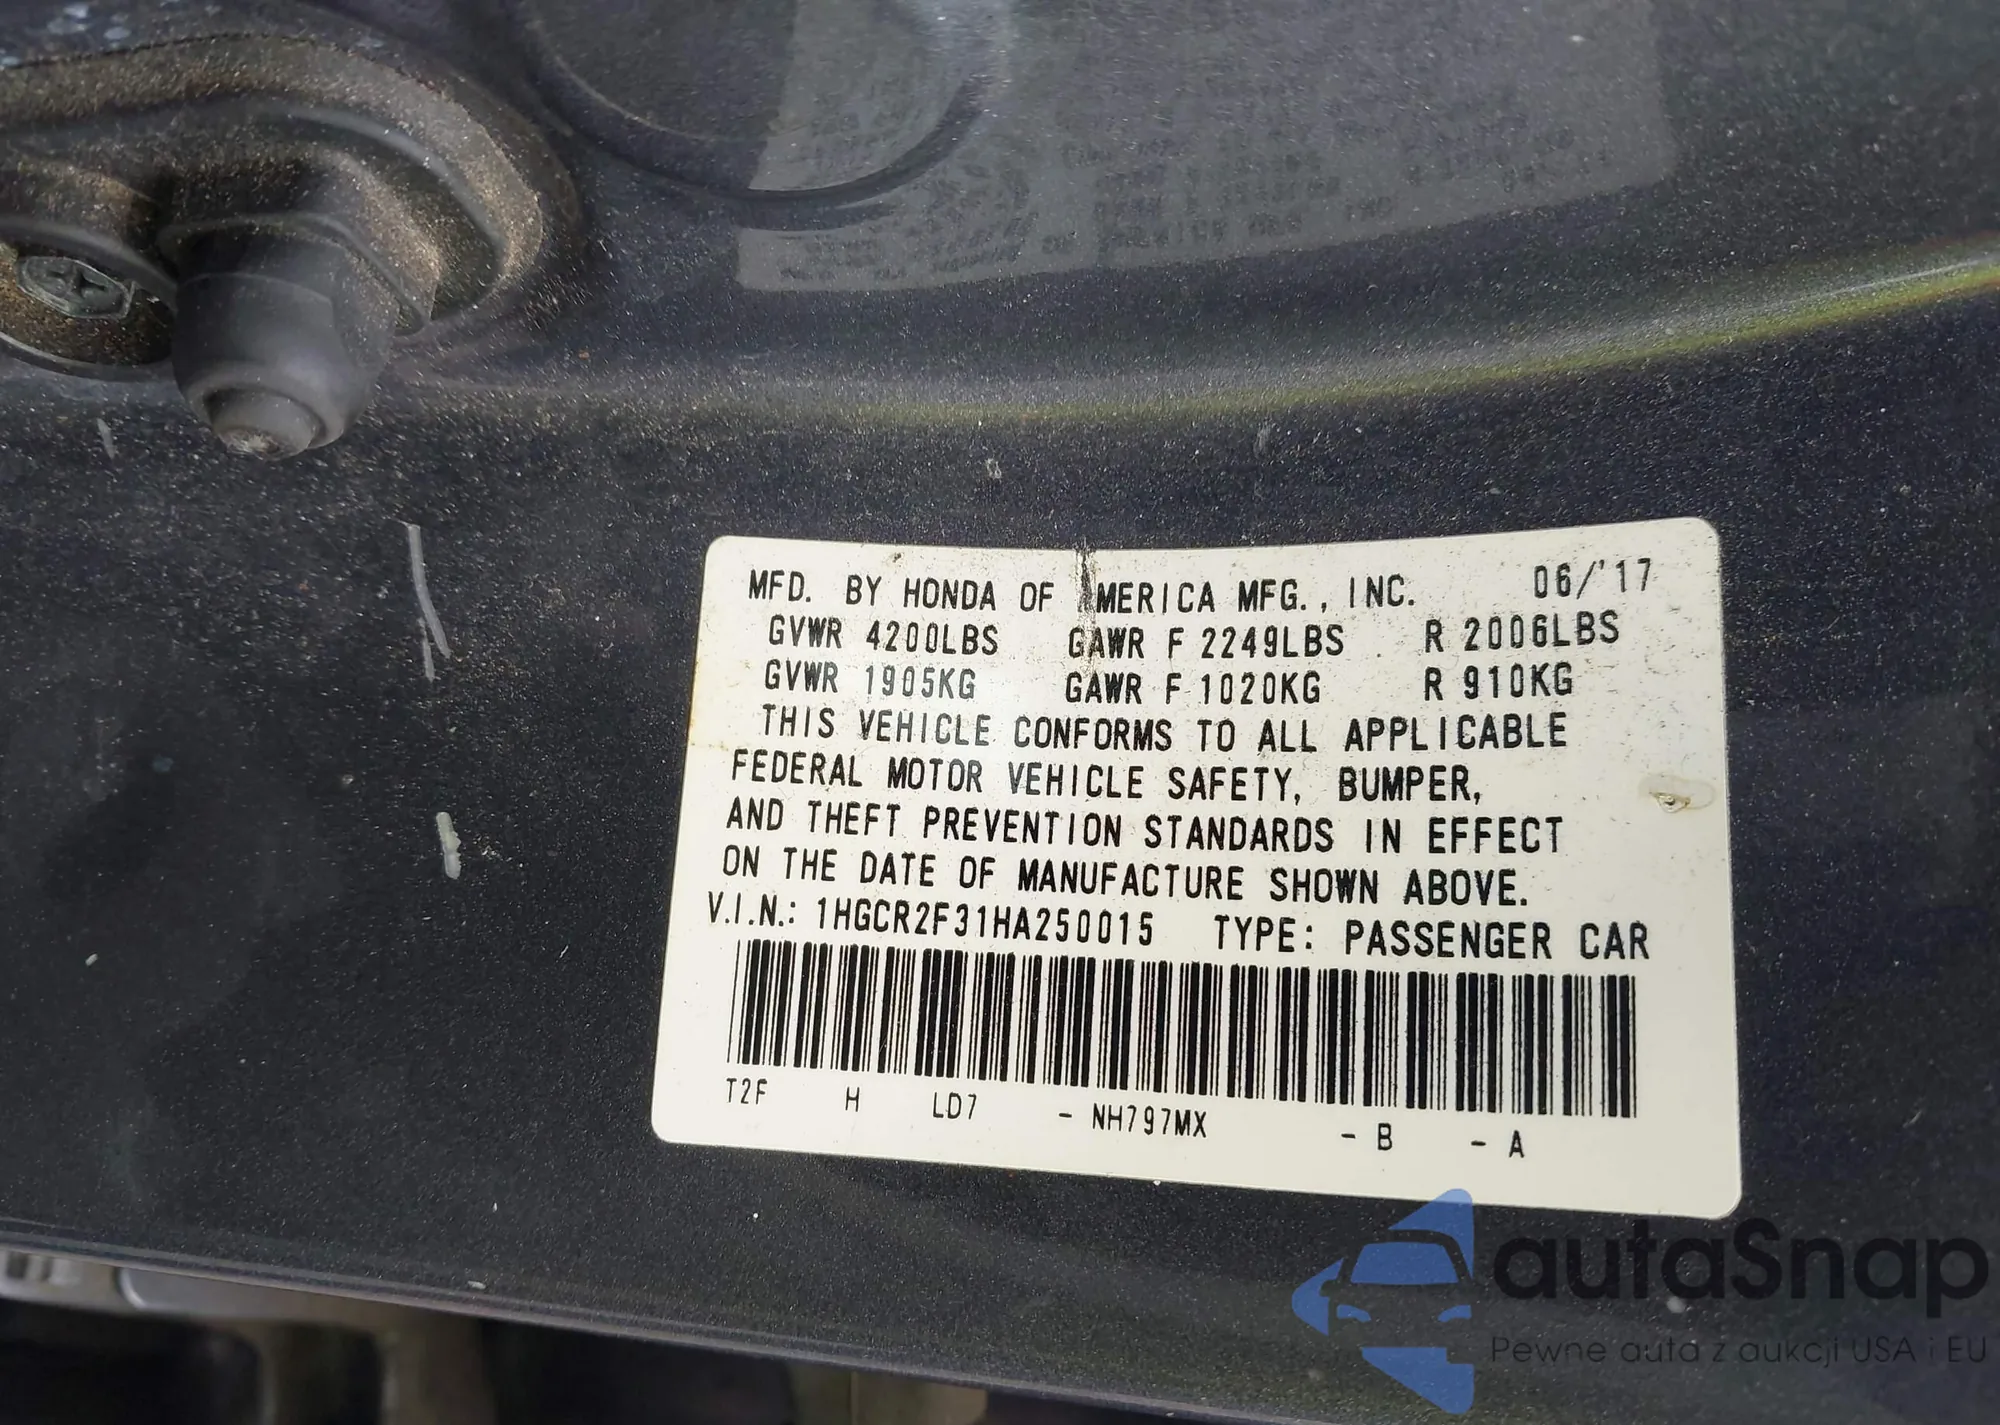 MFD. BY HONDA OF AMERICA MFG., INC. 06/'17
GVWR 4200LBS GAWR F 2249LBS R 2006LBS
GVWR 1905KG GAWR F 1020KG R 910KG
THIS VEHICLE CONFORMS TO ALL APPLICABLE
FEDERAL MOTOR VEHICLE SAFETY, BUMPER,
AND THEFT PREVENTION STANDARDS IN EFFECT
ON THE DATE OF MANUFACTURE SHOWN ABOVE.
V.I.N.: 1HGCR2F31HA250015 TYPE: PASSENGER CAR
T2F H LD7 - NH797MX - B - A
autaSnap
Pewne auta z aukcji USA i EU